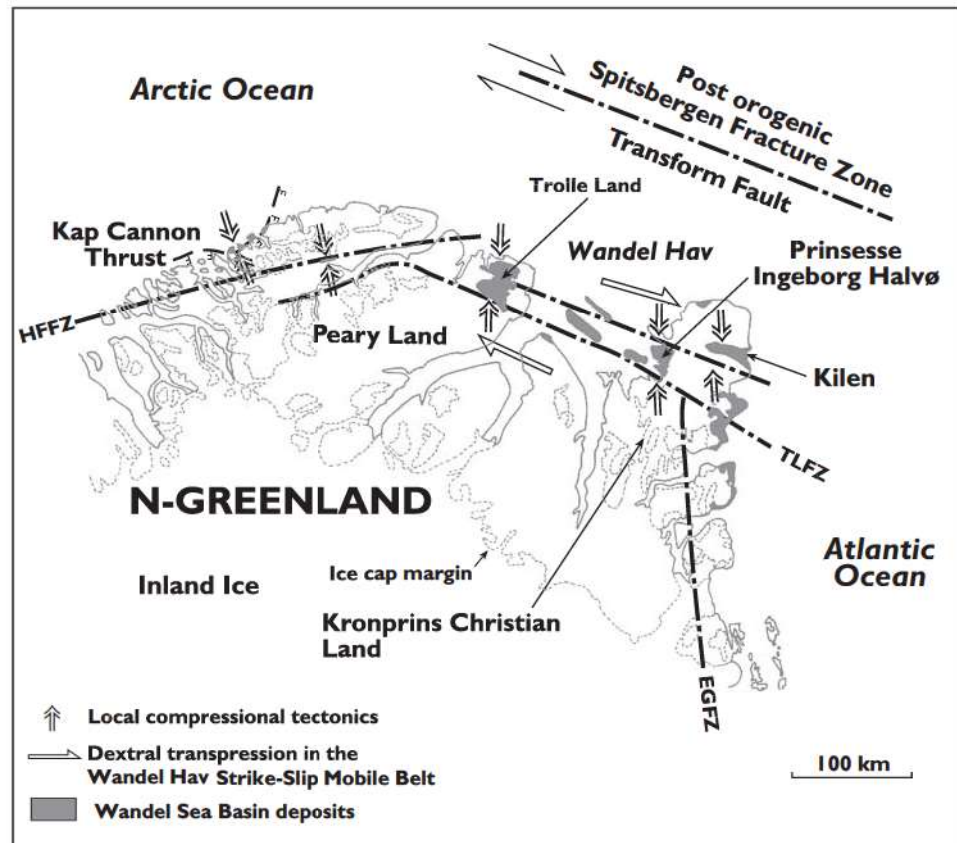 Arctic Ocean
Post orogenic
Spitsbergen Fracture Zone
Transform Fault
Trolle Land
Kap Cannon
Thrust
Wandel Hav
Prinsesse
Ingeborg Halvø
HFFZ
Peary Land
Kilen
TLFZ
N-GREENLAND
Atlantic
Ocean
Inland Ice
Ice cap margin
Kronprins Christian
Land
EGFZ
Local compressional tectonics
Dextral transpression in the
Wandel Hav Strike-Slip Mobile Belt
Wandel Sea Basin deposits
100 km